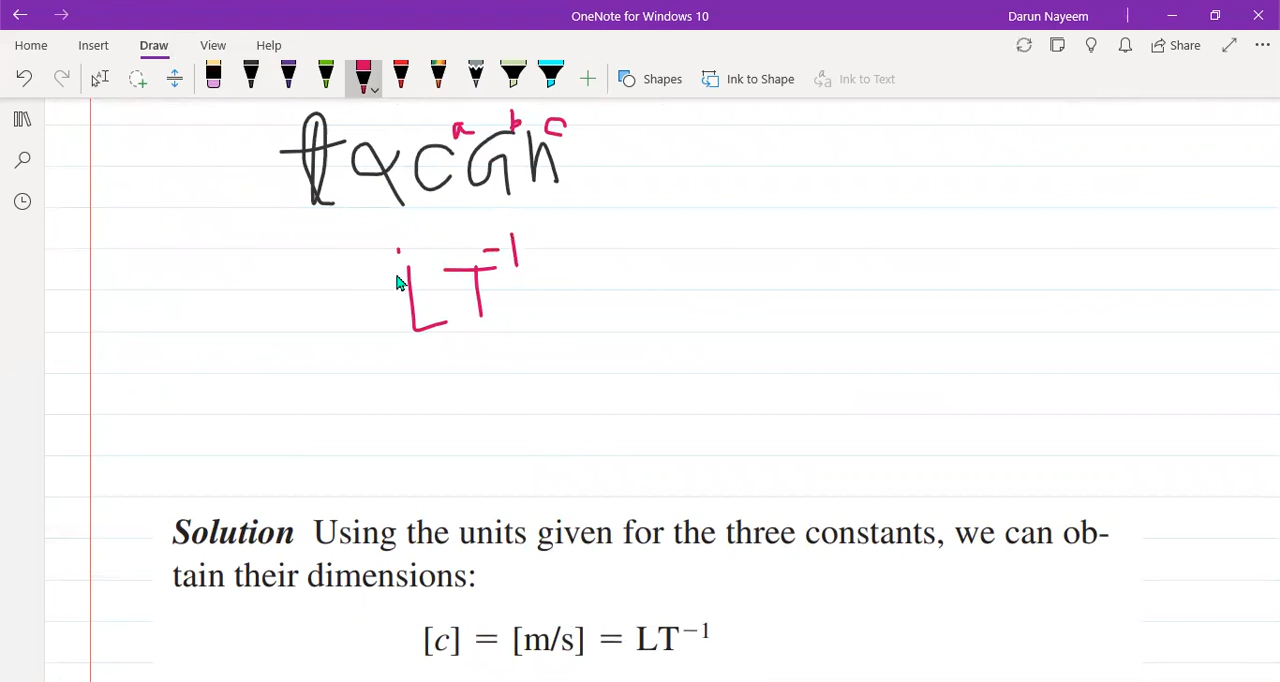 OneNote for Windows 10
Darun Nayeem
Home Insert Draw View Help
Share
Shapes Ink to Shape Ink to Text
t α c^a G^b h^c
L T^-1
Solution Using the units given for the three constants, we can ob-
tain their dimensions:
[c] = [m/s] = LT^−1